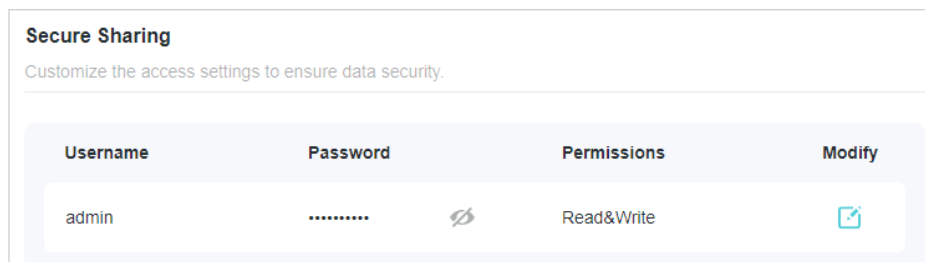 Secure Sharing
Customize the access settings to ensure data security.
Username Password Permissions Modify
admin •••••••••• Read&Write